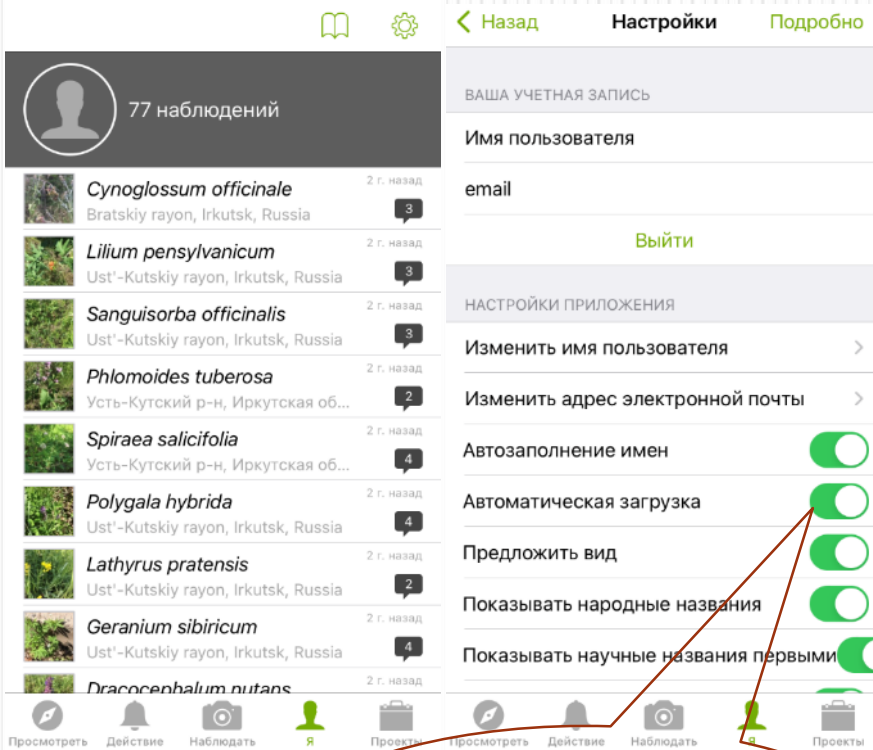 77 наблюдений
Cynoglossum officinale
2 г. назад
Bratskiy rayon, Irkutsk, Russia
3
Lilium pensylvanicum
2 г. назад
Ust'-Kutskiy rayon, Irkutsk, Russia
3
Sanguisorba officinalis
2 г. назад
Ust'-Kutskiy rayon, Irkutsk, Russia
3
Phlomoides tuberosa
2 г. назад
Усть-Кутский р-н, Иркутская об...
2
Spiraea salicifolia
2 г. назад
Усть-Кутский р-н, Иркутская об...
4
Polygala hybrida
2 г. назад
Ust'-Kutskiy rayon, Irkutsk, Russia
4
Lathyrus pratensis
2 г. назад
Ust'-Kutskiy rayon, Irkutsk, Russia
2
Geranium sibiricum
2 г. назад
Ust'-Kutskiy rayon, Irkutsk, Russia
4
Dracocephalum nutans
2 г. назад
Просмотреть Действие Наблюдать Я Проекты
Назад Настройки Подробно
ВАША УЧЕТНАЯ ЗАПИСЬ
Имя пользователя
email
Выйти
НАСТРОЙКИ ПРИЛОЖЕНИЯ
Изменить имя пользователя
Изменить адрес электронной почты
Автозаполнение имен
Автоматическая загрузка
Предложить вид
Показывать народные названия
Показывать научные названия первыми
Просмотреть Действие Наблюдать Я Проекты